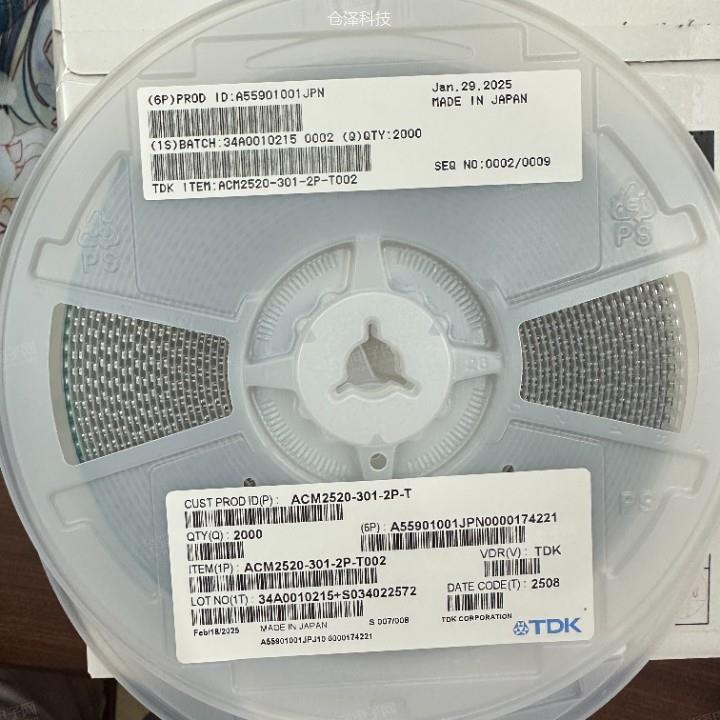 仓泽科技
(6P)PROD ID:A55901001JPN
Jan.29.2025
MADE IN JAPAN
(1S)BATCH:34A0010215 0002 (Q)QTY:2000
SEQ NO:0002/0009
TDK ITEM:ACM2520-301-2P-T002
PS
PS
PS
CUST PROD ID(P) : ACM2520-301-2P-T
QTY(Q) : 2000
(6P) : A55901001JPN0000174221
ITEM(1P) : ACM2520-301-2P-T002
VDR(V) : TDK
LOT NO(1T) : 34A0010215+S034022572
DATE CODE(T) : 2508
Feb/18/2025 MADE IN JAPAN S 007/008
TDK CORPORATION
A55901001JPJ10 0000174221
TDK